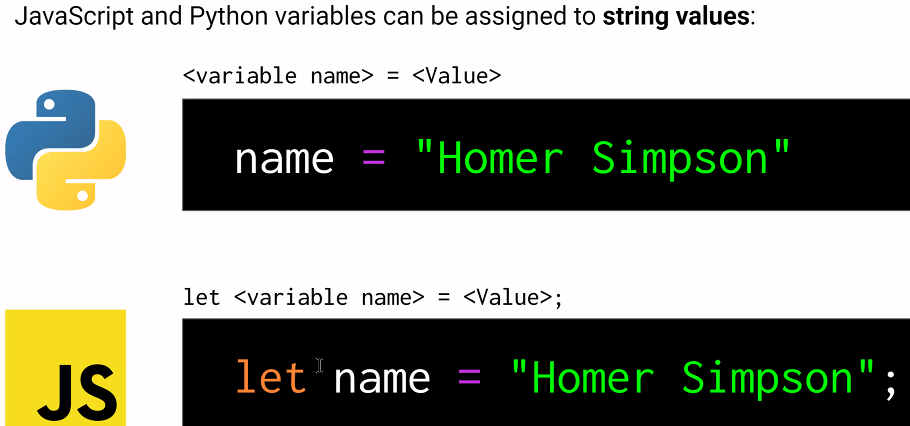 JavaScript and Python variables can be assigned to string values:
<variable name> = <Value>
name = "Homer Simpson"
let <variable name> = <Value>;
JS
let name = "Homer Simpson";